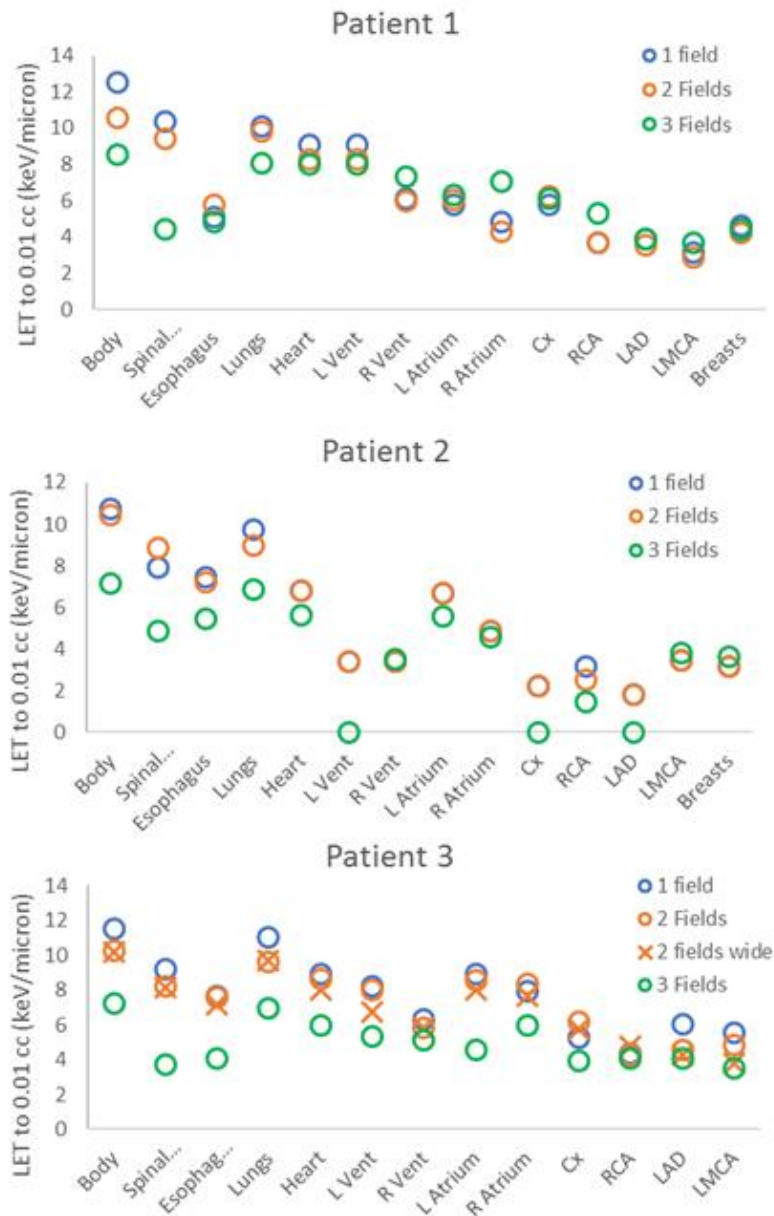 Patient 1
LET to 0.01 cc (keV/micron)
14
12
10
8
6
4
2
0
1 field
2 Fields
3 Fields
Body
Spinal...
Esophagus
Lungs
Heart
L Vent
R Vent
L Atrium
R Atrium
Cx
RCA
LAD
LMCA
Breasts
Patient 2
LET to 0.01 cc (keV/micron)
12
10
8
6
4
2
0
1 field
2 Fields
3 Fields
Body
Spinal...
Esophagus
Lungs
Heart
L Vent
R Vent
L Atrium
R Atrium
Cx
RCA
LAD
LMCA
Breasts
Patient 3
LET to 0.01 cc (keV/micron)
14
12
10
8
6
4
2
0
1 field
2 Fields
2 fields wide
3 Fields
Body
Spinal...
Esophag...
Lungs
Heart
L Vent
R Vent
L Atrium
R Atrium
Cx
RCA
LAD
LMCA